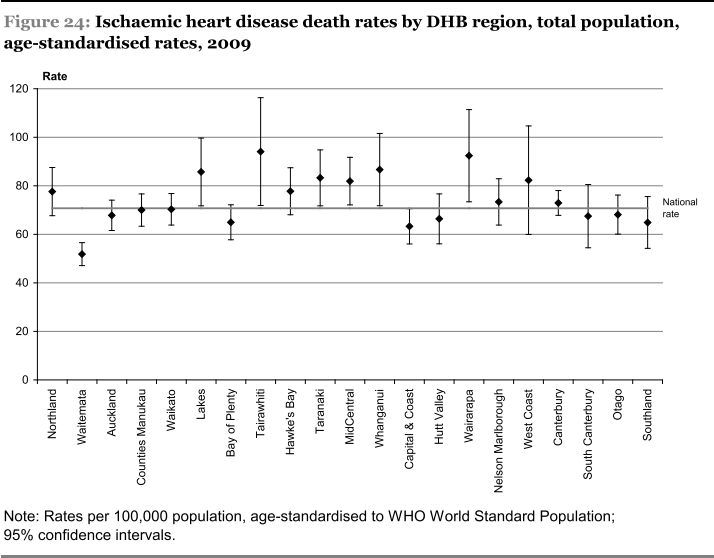 Figure 24: Ischaemic heart disease death rates by DHB region, total population,
age-standardised rates, 2009
Rate
120
100
80
60
40
20
0
National
rate
Northland
Waitemata
Auckland
Counties Manukau
Waikato
Lakes
Bay of Plenty
Tairawhiti
Hawke's Bay
Taranaki
MidCentral
Whanganui
Capital & Coast
Hutt Valley
Wairarapa
Nelson Marlborough
West Coast
Canterbury
South Canterbury
Otago
Southland
Note: Rates per 100,000 population, age-standardised to WHO World Standard Population;
95% confidence intervals.